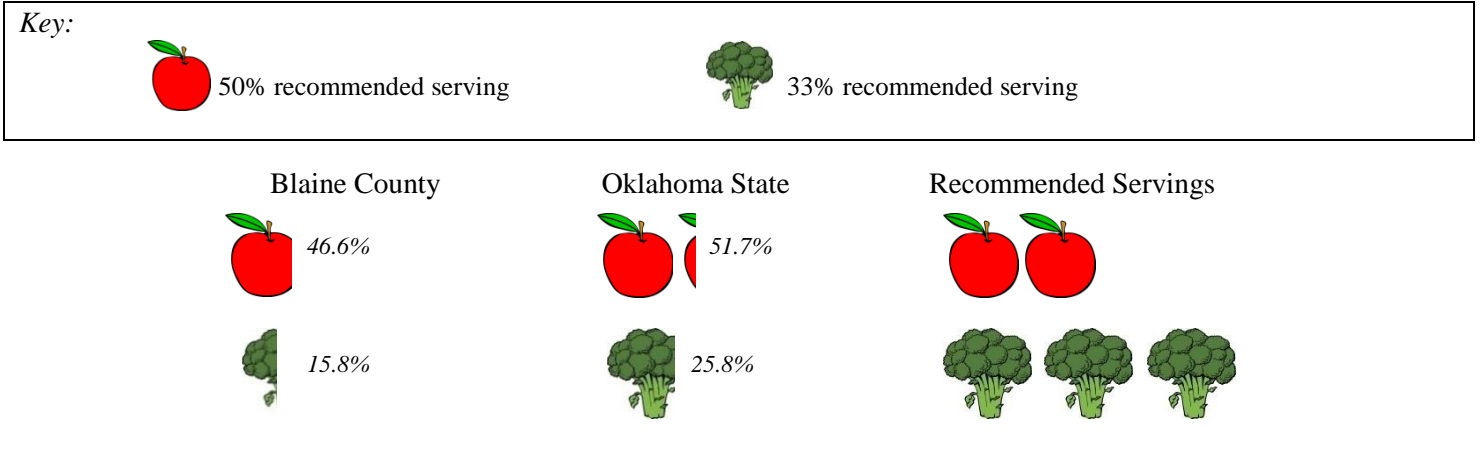 Key:
50% recommended serving 33% recommended serving
Blaine County Oklahoma State Recommended Servings
46.6% 51.7%
15.8% 25.8%